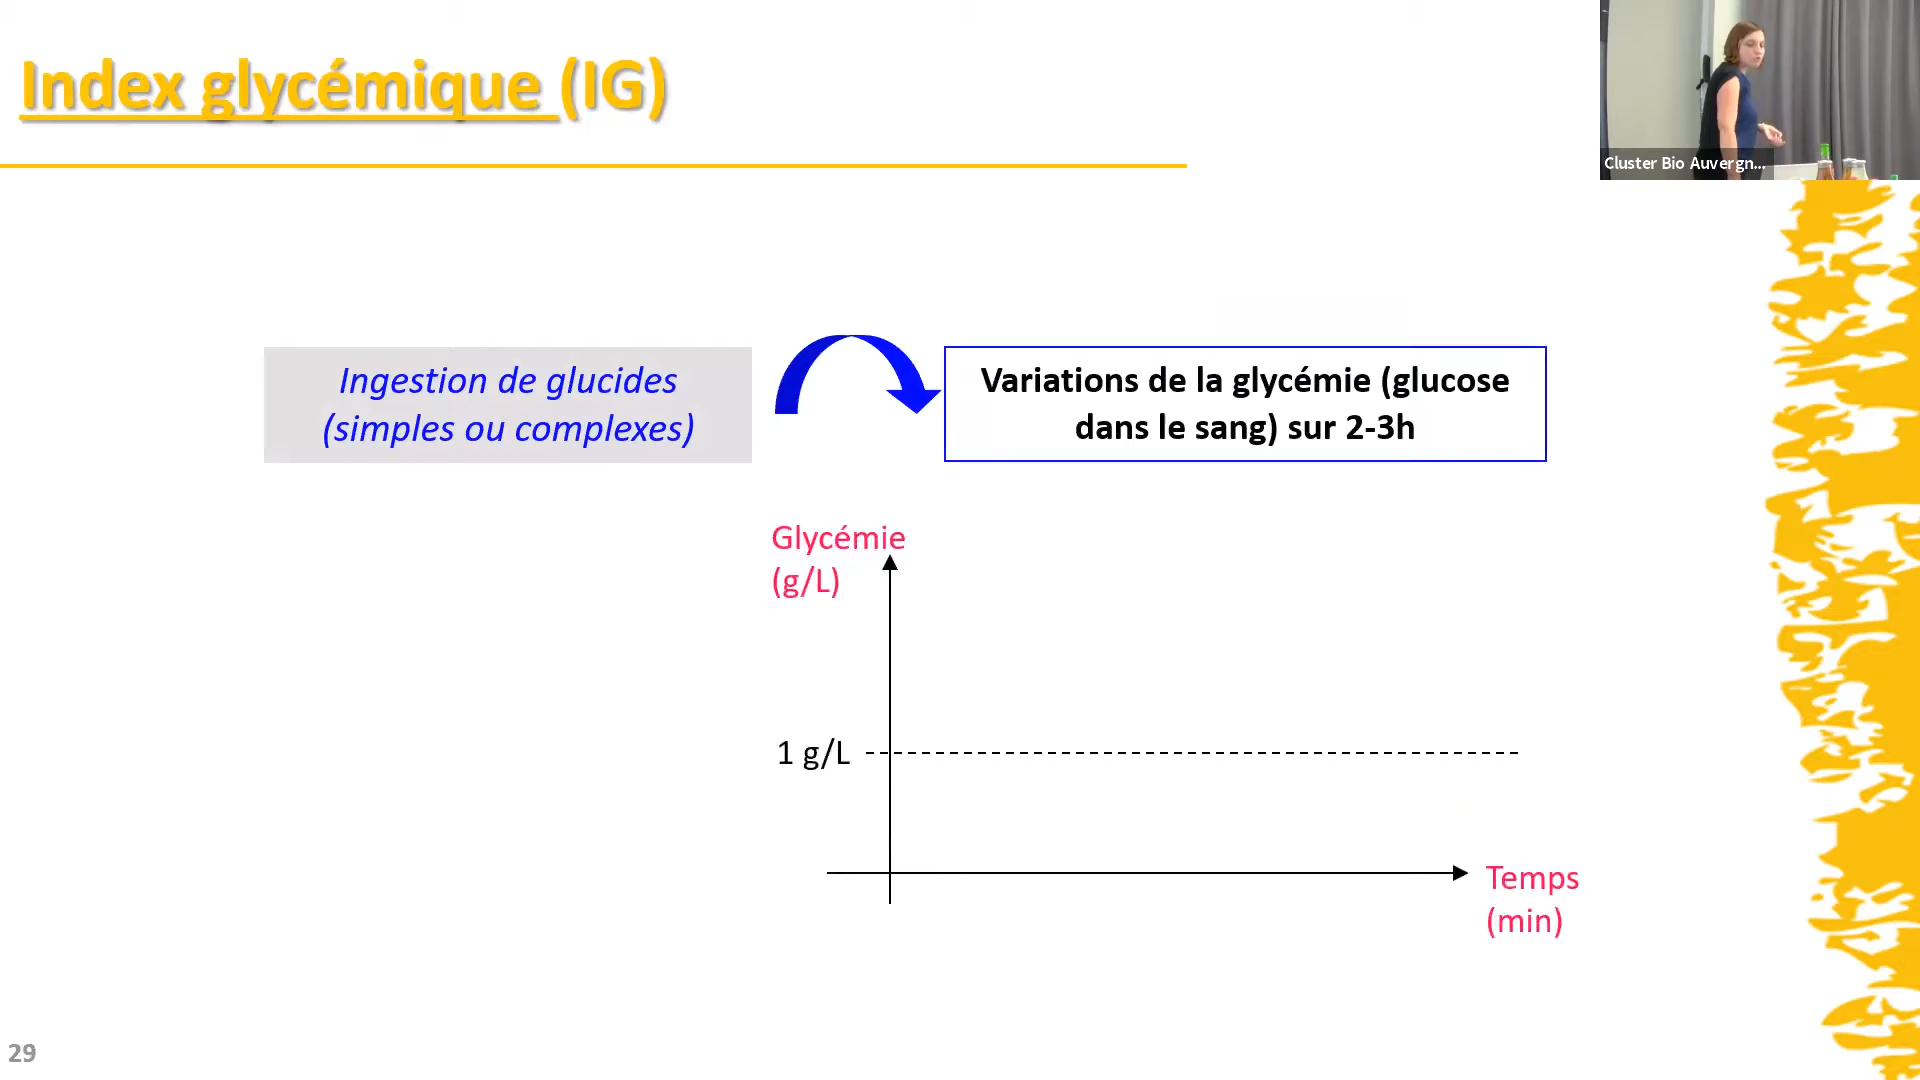 Index glycémique (IG)
Cluster Bio Auvergn...
Ingestion de glucides
(simples ou complexes)
Variations de la glycémie (glucose
dans le sang) sur 2-3h
Glycémie
(g/L)
1 g/L
Temps
(min)
29